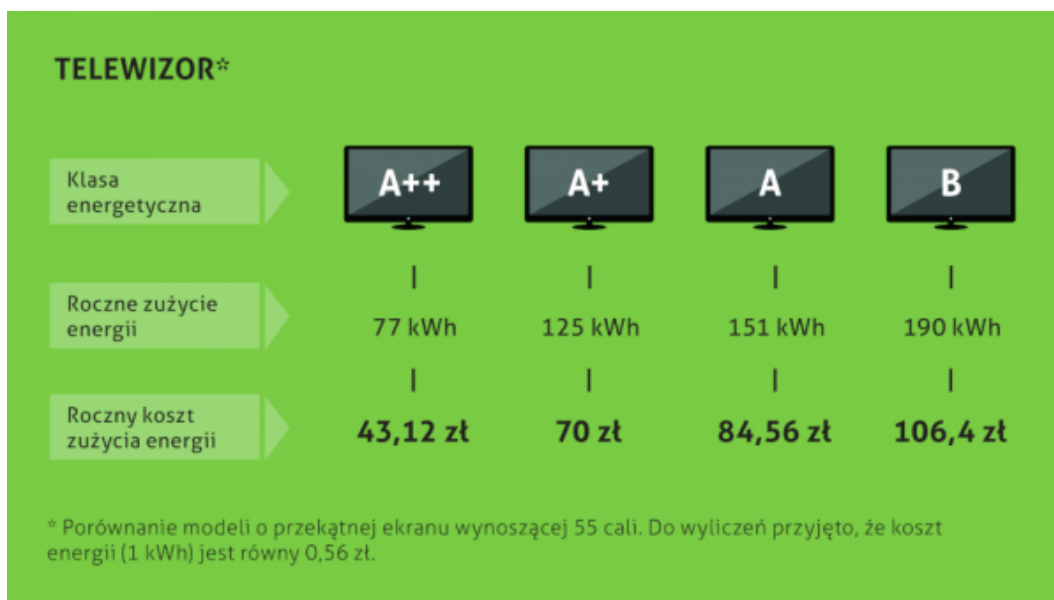 TELEWIZOR*
Klasa
energetyczna
A++ A+ A B
Roczne zużycie
energii
77 kWh 125 kWh 151 kWh 190 kWh
Roczny koszt
zużycia energii
43,12 zł 70 zł 84,56 zł 106,4 zł
* Porównanie modeli o przekątnej ekranu wynoszącej 55 cali. Do wyliczeń przyjęto, że koszt
energii (1 kWh) jest równy 0,56 zł.